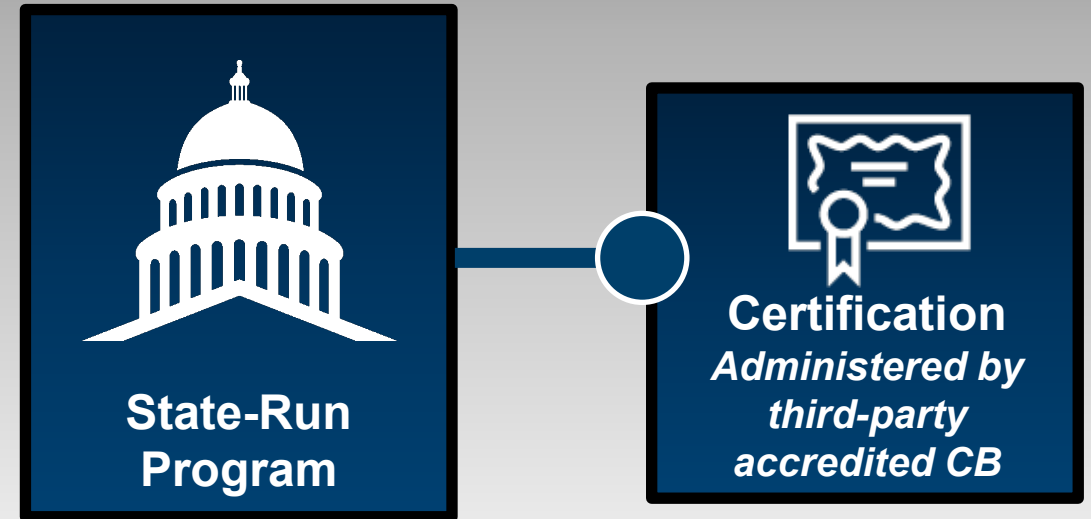 State-Run
Program
Certification
Administered by
third-party
accredited CB